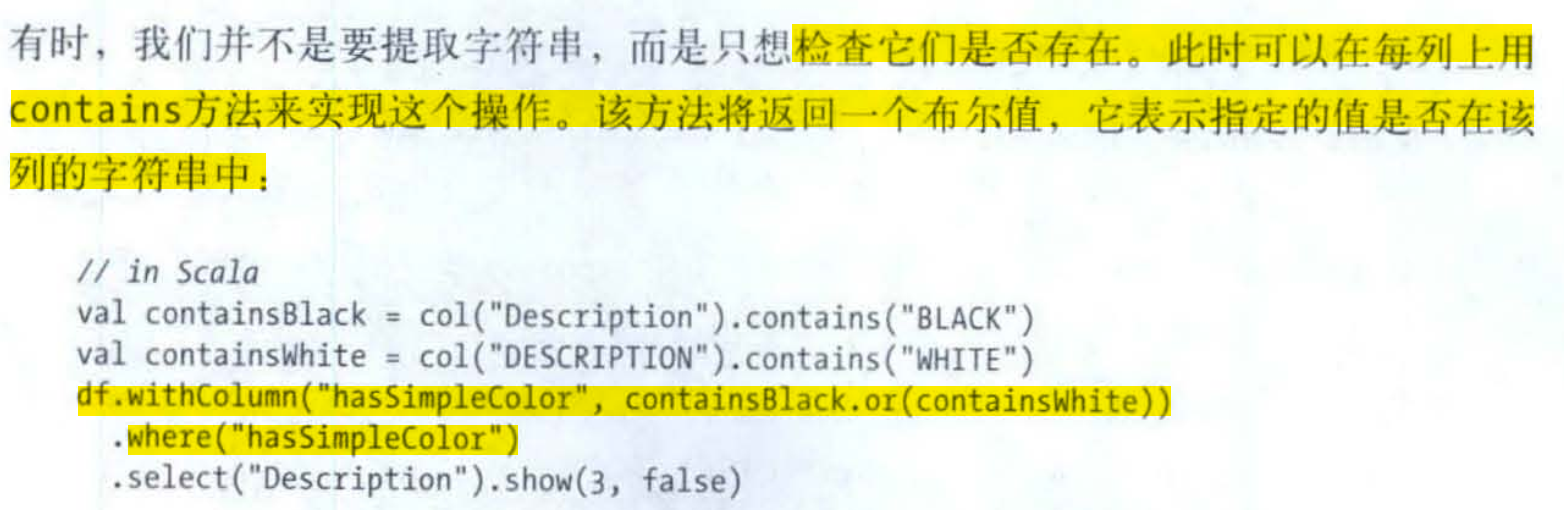 有时，我们并不是要提取字符串，而是只想检查它们是否存在。此时可以在每列上用
contains方法来实现这个操作。该方法将返回一个布尔值，它表示指定的值是否在该
列的字符串中：
// in Scala
val containsBlack = col("Description").contains("BLACK")
val containsWhite = col("DESCRIPTION").contains("WHITE")
df.withColumn("hasSimpleColor", containsBlack.or(containsWhite))
  .where("hasSimpleColor")
  .select("Description").show(3, false)